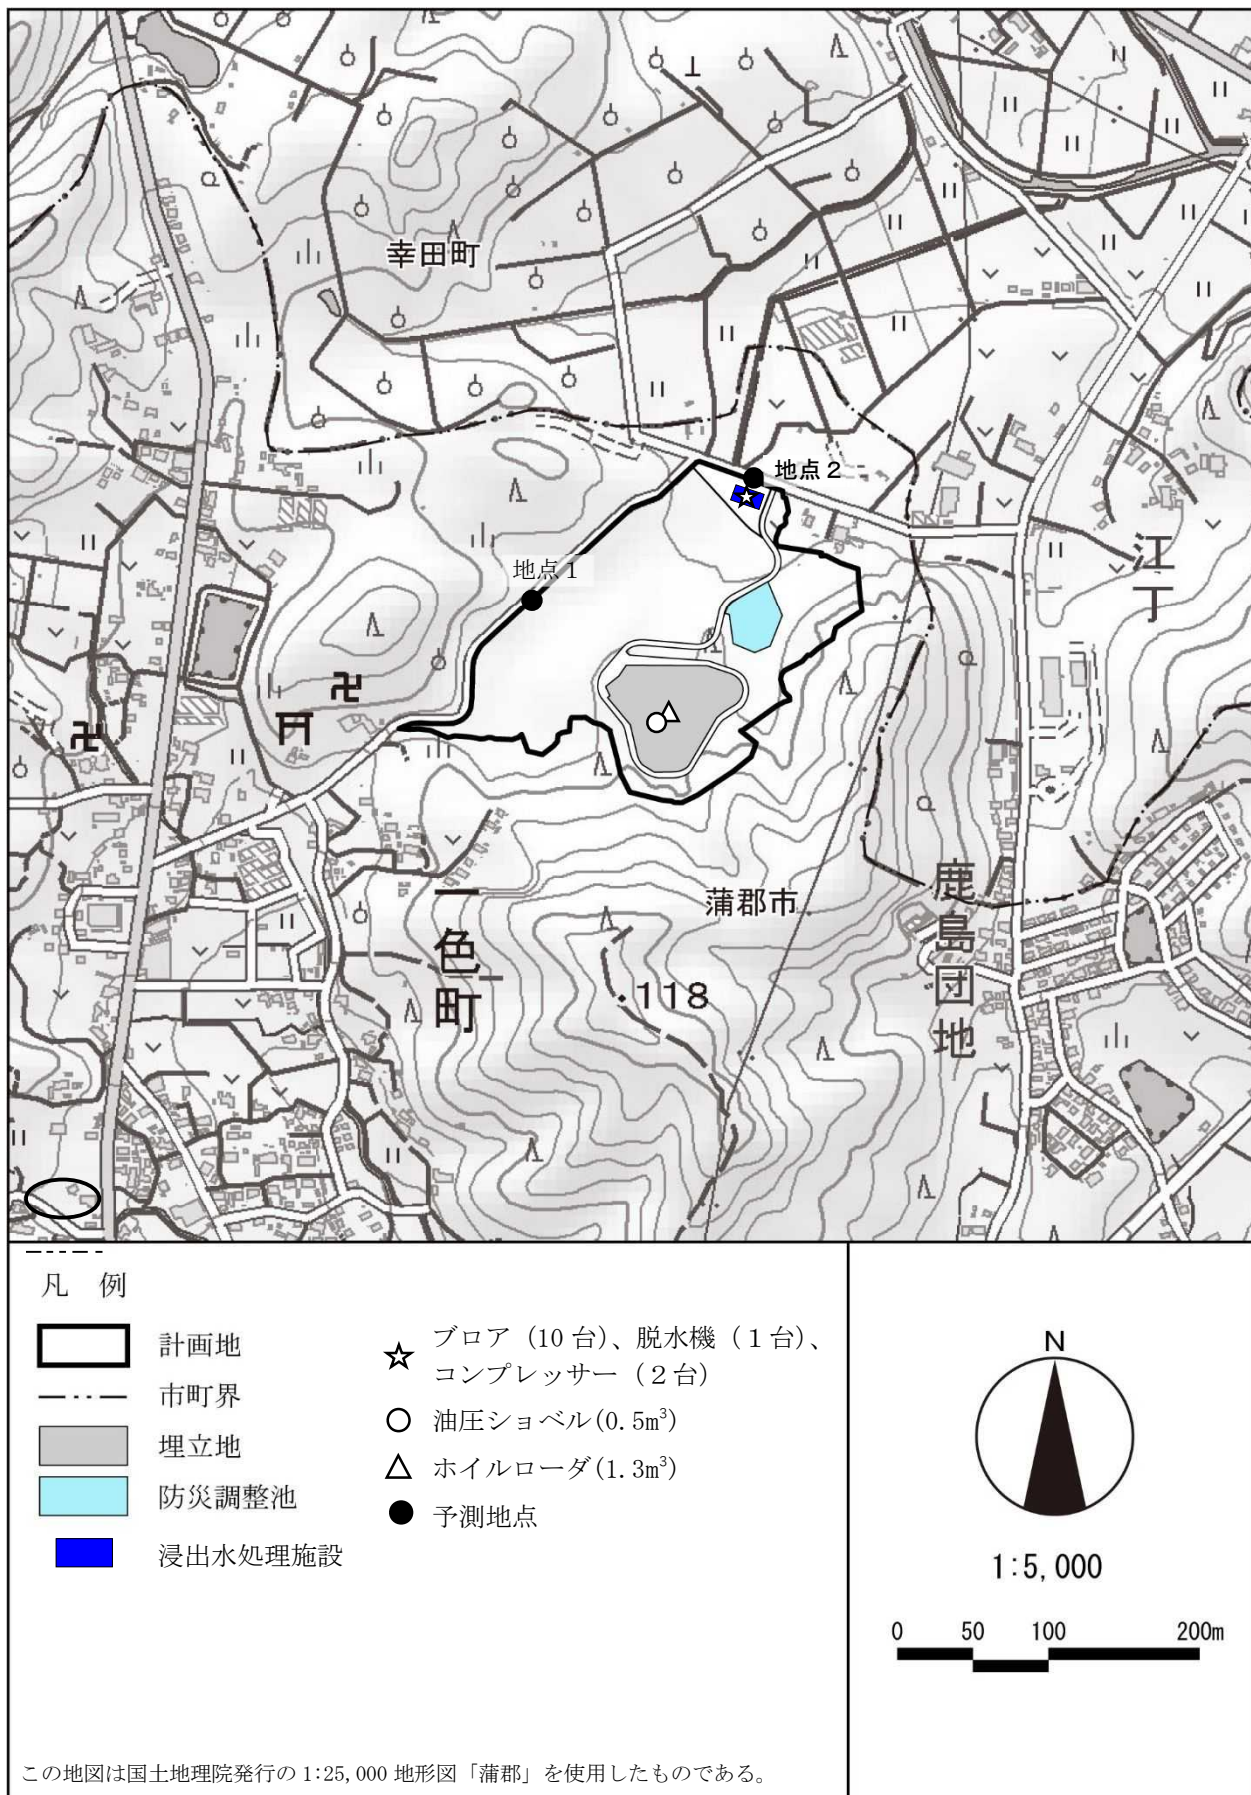 幸田町
地点２
地点１
江丁
蒲郡市
一色町
118
鹿島団地
凡　例
計画地
市町界
埋立地
防災調整池
浸出水処理施設
ブロア（10 台）、脱水機（１台）、
コンプレッサー（２台）
油圧ショベル(0.5m³)
ホイルローダ(1.3m³)
予測地点
N
1:5,000
0 50 100 200m
この地図は国土地理院発行の 1:25,000 地形図「蒲郡」を使用したものである。